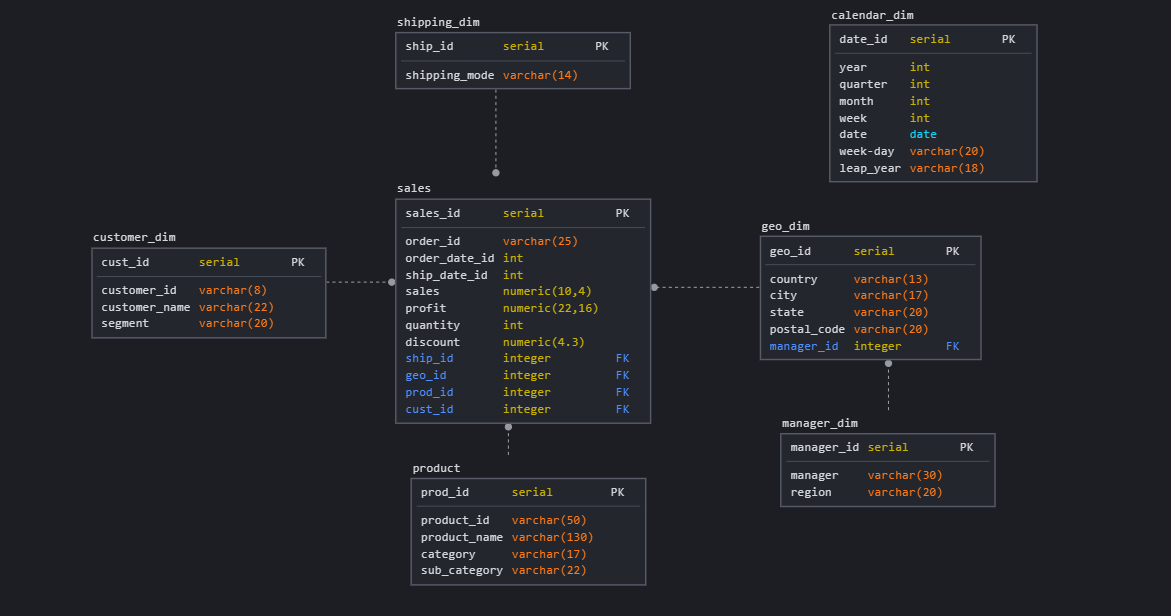 shipping_dim
ship_id serial PK
shipping_mode varchar(14)
calendar_dim
date_id serial PK
year int
quarter int
month int
week int
date date
week-day varchar(20)
leap_year varchar(18)
sales
sales_id serial PK
order_id varchar(25)
order_date_id int
ship_date_id int
sales numeric(10,4)
profit numeric(22,16)
quantity int
discount numeric(4.3)
ship_id integer FK
geo_id integer FK
prod_id integer FK
cust_id integer FK
customer_dim
cust_id serial PK
customer_id varchar(8)
customer_name varchar(22)
segment varchar(20)
geo_dim
geo_id serial PK
country varchar(13)
city varchar(17)
state varchar(20)
postal_code varchar(20)
manager_id integer FK
manager_dim
manager_id serial PK
manager varchar(30)
region varchar(20)
product
prod_id serial PK
product_id varchar(50)
product_name varchar(130)
category varchar(17)
sub_category varchar(22)